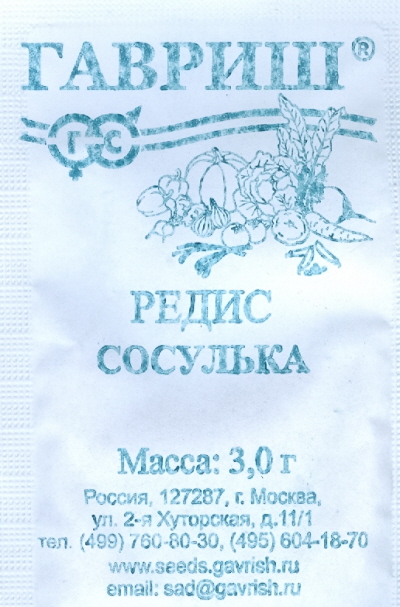 ГАВРИШ®
ГС
РЕДИС
СОСУЛЬКА
Масса: 3,0 г
Россия, 127287, г. Москва,
ул. 2-я Хуторская, д.11/1
тел. (499) 760-80-30, (495) 604-18-70
www.seeds.gavrish.ru
email: sad@gavrish.ru